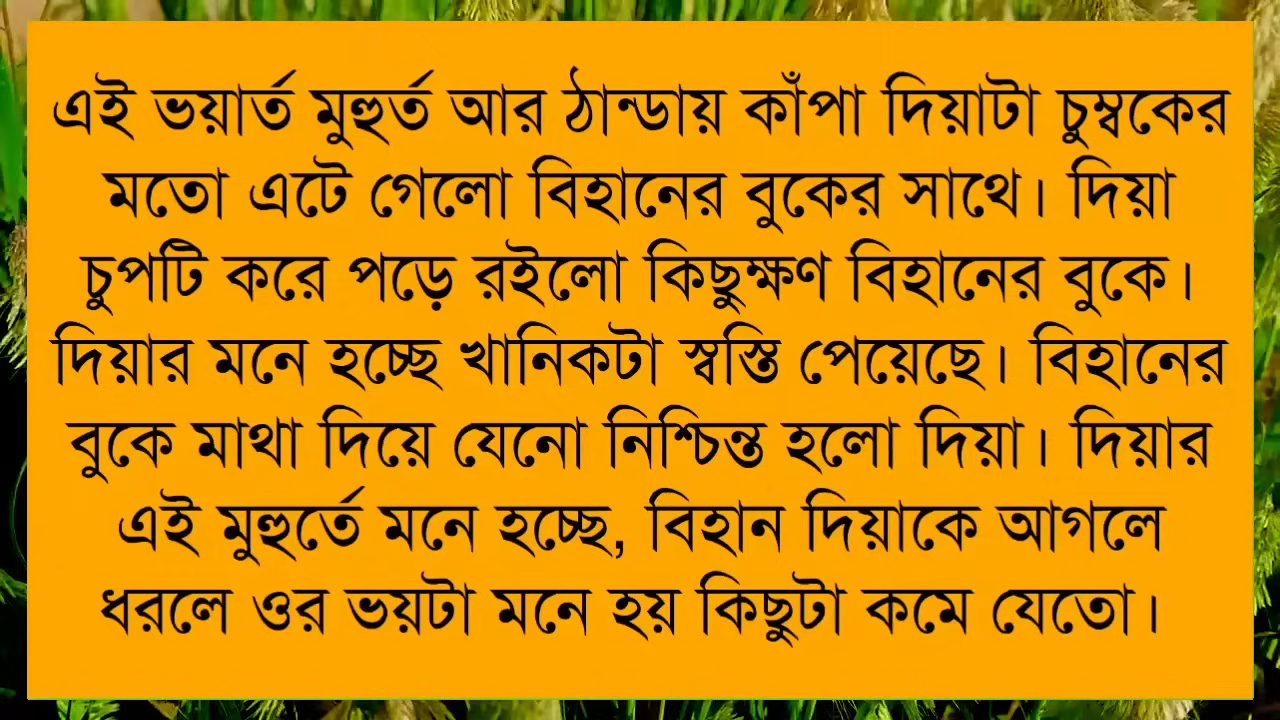 এই ভয়ার্ত মুহুর্ত আর ঠান্ডায় কাঁপা দিয়াটা চুম্বকের
মতো এটে গেলো বিহানের বুকের সাথে। দিয়া
চুপটি করে পড়ে রইলো কিছুক্ষণ বিহানের বুকে।
দিয়ার মনে হচ্ছে খানিকটা স্বস্তি পেয়েছে। বিহানের
বুকে মাথা দিয়ে যেনো নিশ্চিন্ত হলো দিয়া। দিয়ার
এই মুহুর্তে মনে হচ্ছে, বিহান দিয়াকে আগলে
ধরলে ওর ভয়টা মনে হয় কিছুটা কমে যেতো।